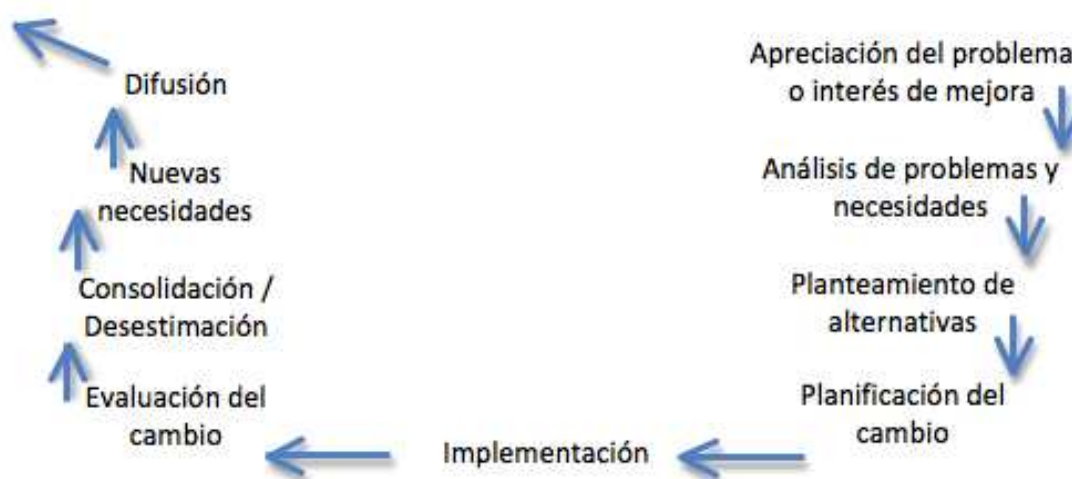 Apreciación del problema
o interés de mejora
Análisis de problemas y
necesidades
Planteamiento de
alternativas
Planificación del
cambio
Implementación
Evaluación del
cambio
Consolidación /
Desestimación
Nuevas
necesidades
Difusión